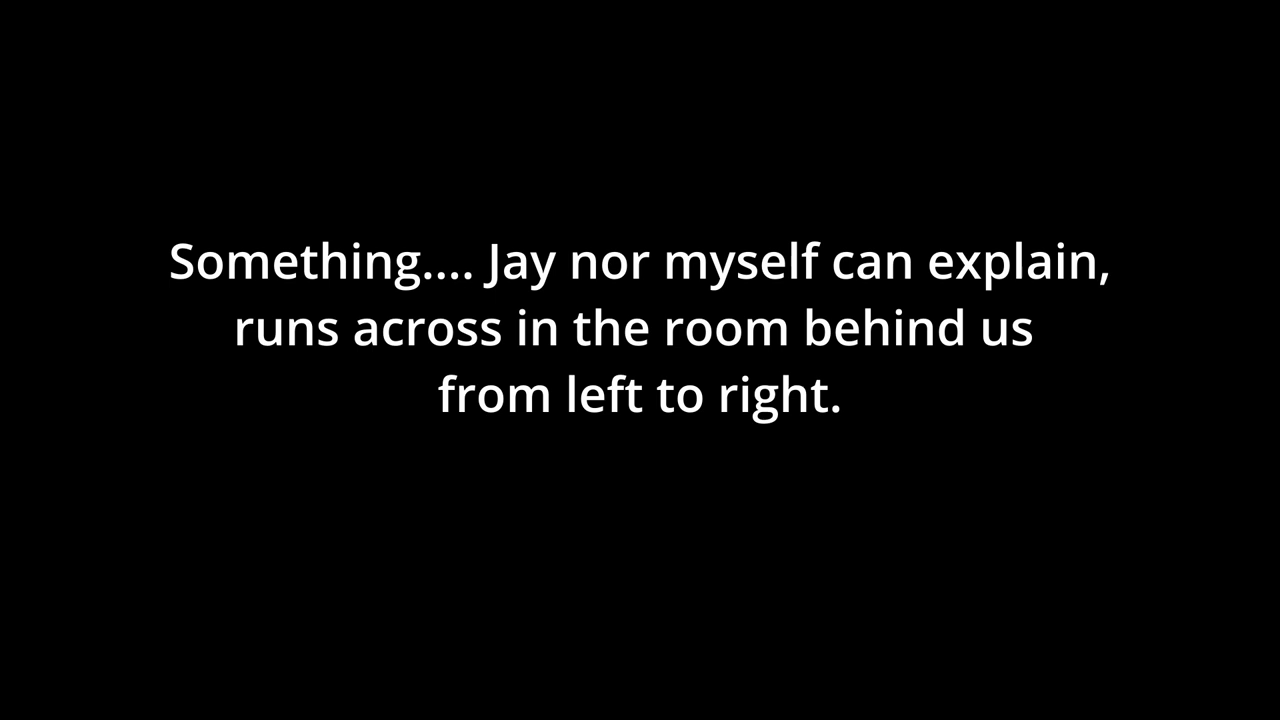 Something.... Jay nor myself can explain,
runs across in the room behind us
from left to right.